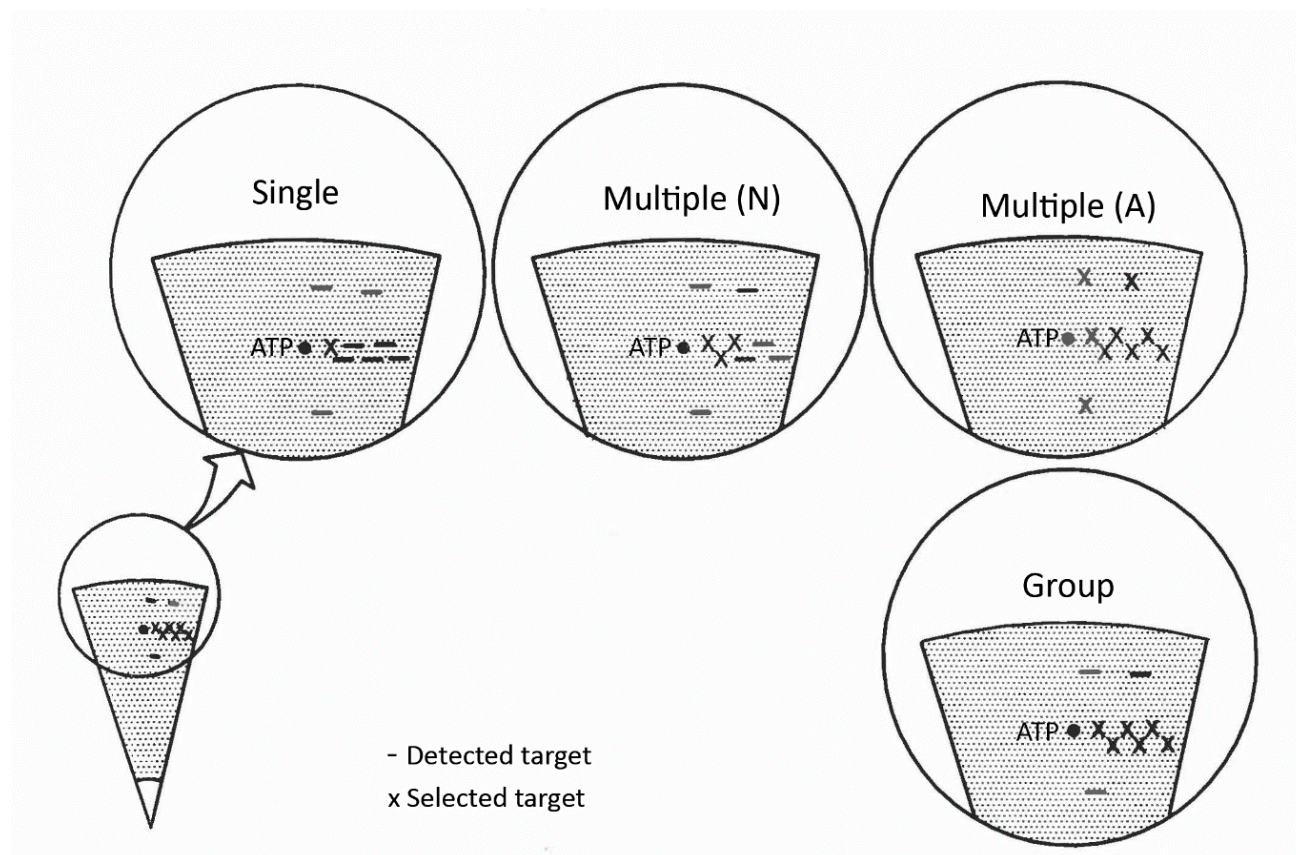 Single
Multiple (N)
Multiple (A)
ATP
ATP
ATP
Group
ATP
- Detected target
x Selected target